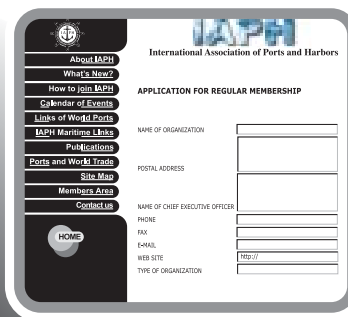 IAPH
IAPH
International Association of Ports and Harbors
About IAPH
What's New?
How to join IAPH
Calendar of Events
Links of World Ports
IAPH Maritime Links
Publications
Ports and World Trade
Site Map
Members Area
Contact us
HOME
APPLICATION FOR REGULAR MEMBERSHIP
NAME OF ORGANIZATION
POSTAL ADDRESS
NAME OF CHIEF EXECUTIVE OFFICER
PHONE
FAX
E-MAIL
WEB SITE http://
TYPE OF ORGANIZATION